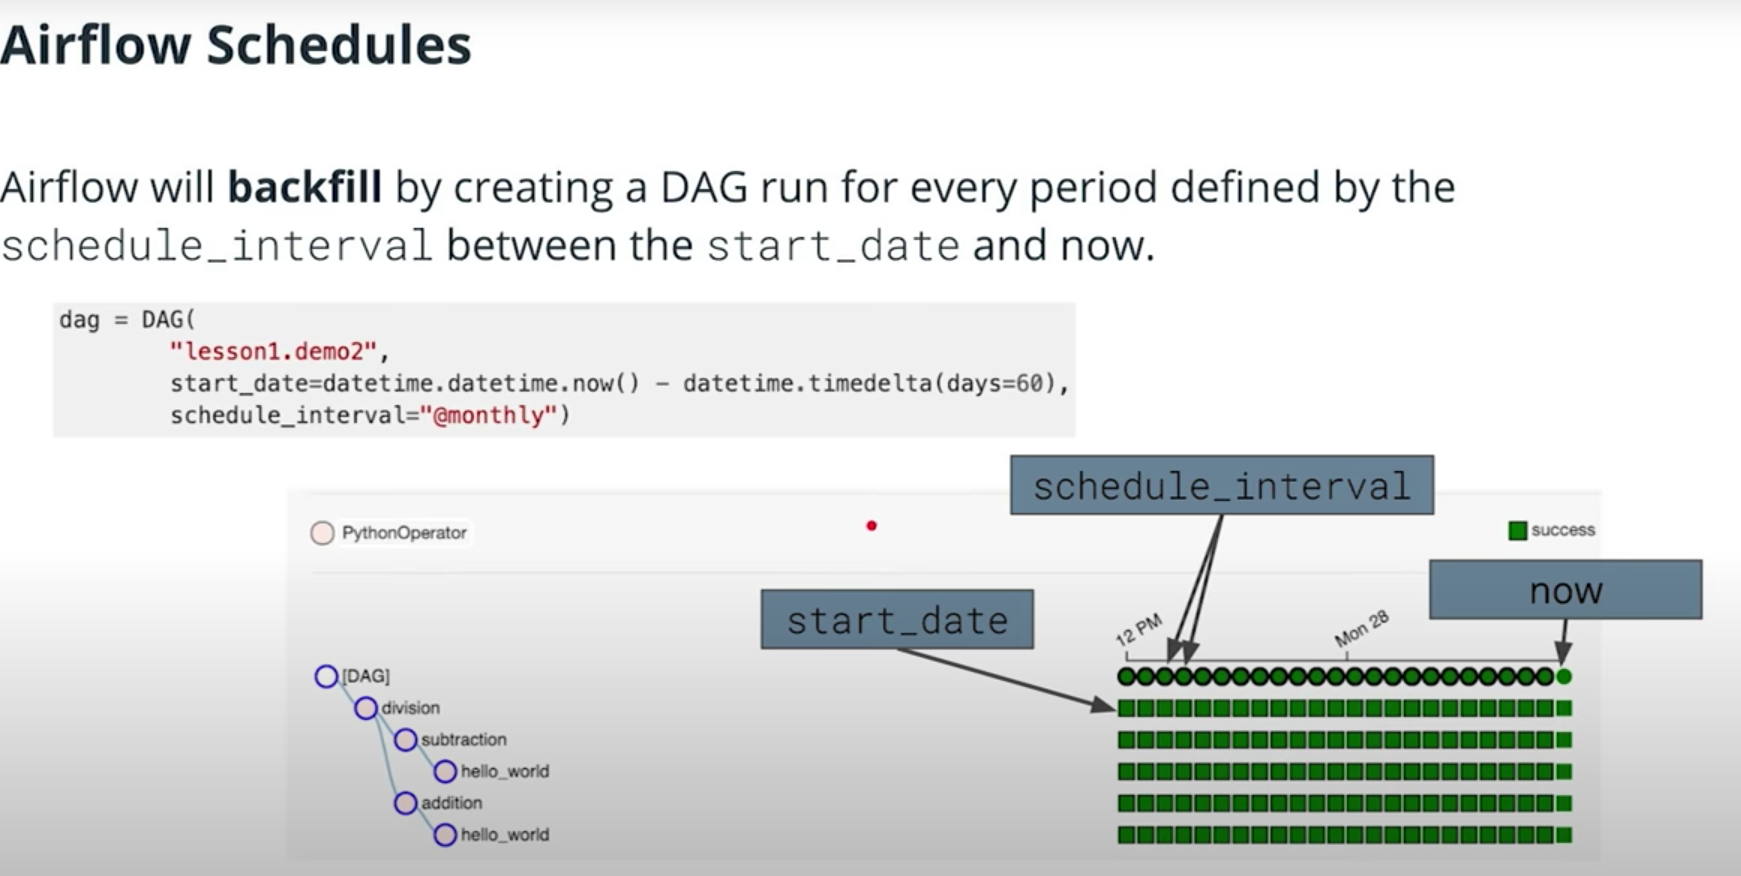 Airflow Schedules
Airflow will backfill by creating a DAG run for every period defined by the
schedule_interval between the start_date and now.
dag = DAG(
"lesson1.demo2",
start_date=datetime.datetime.now() – datetime.timedelta(days=60),
schedule_interval="@monthly")
schedule_interval
PythonOperator
success
now
start_date
12 PM
Mon 28
[DAG]
division
subtraction
hello_world
addition
hello_world